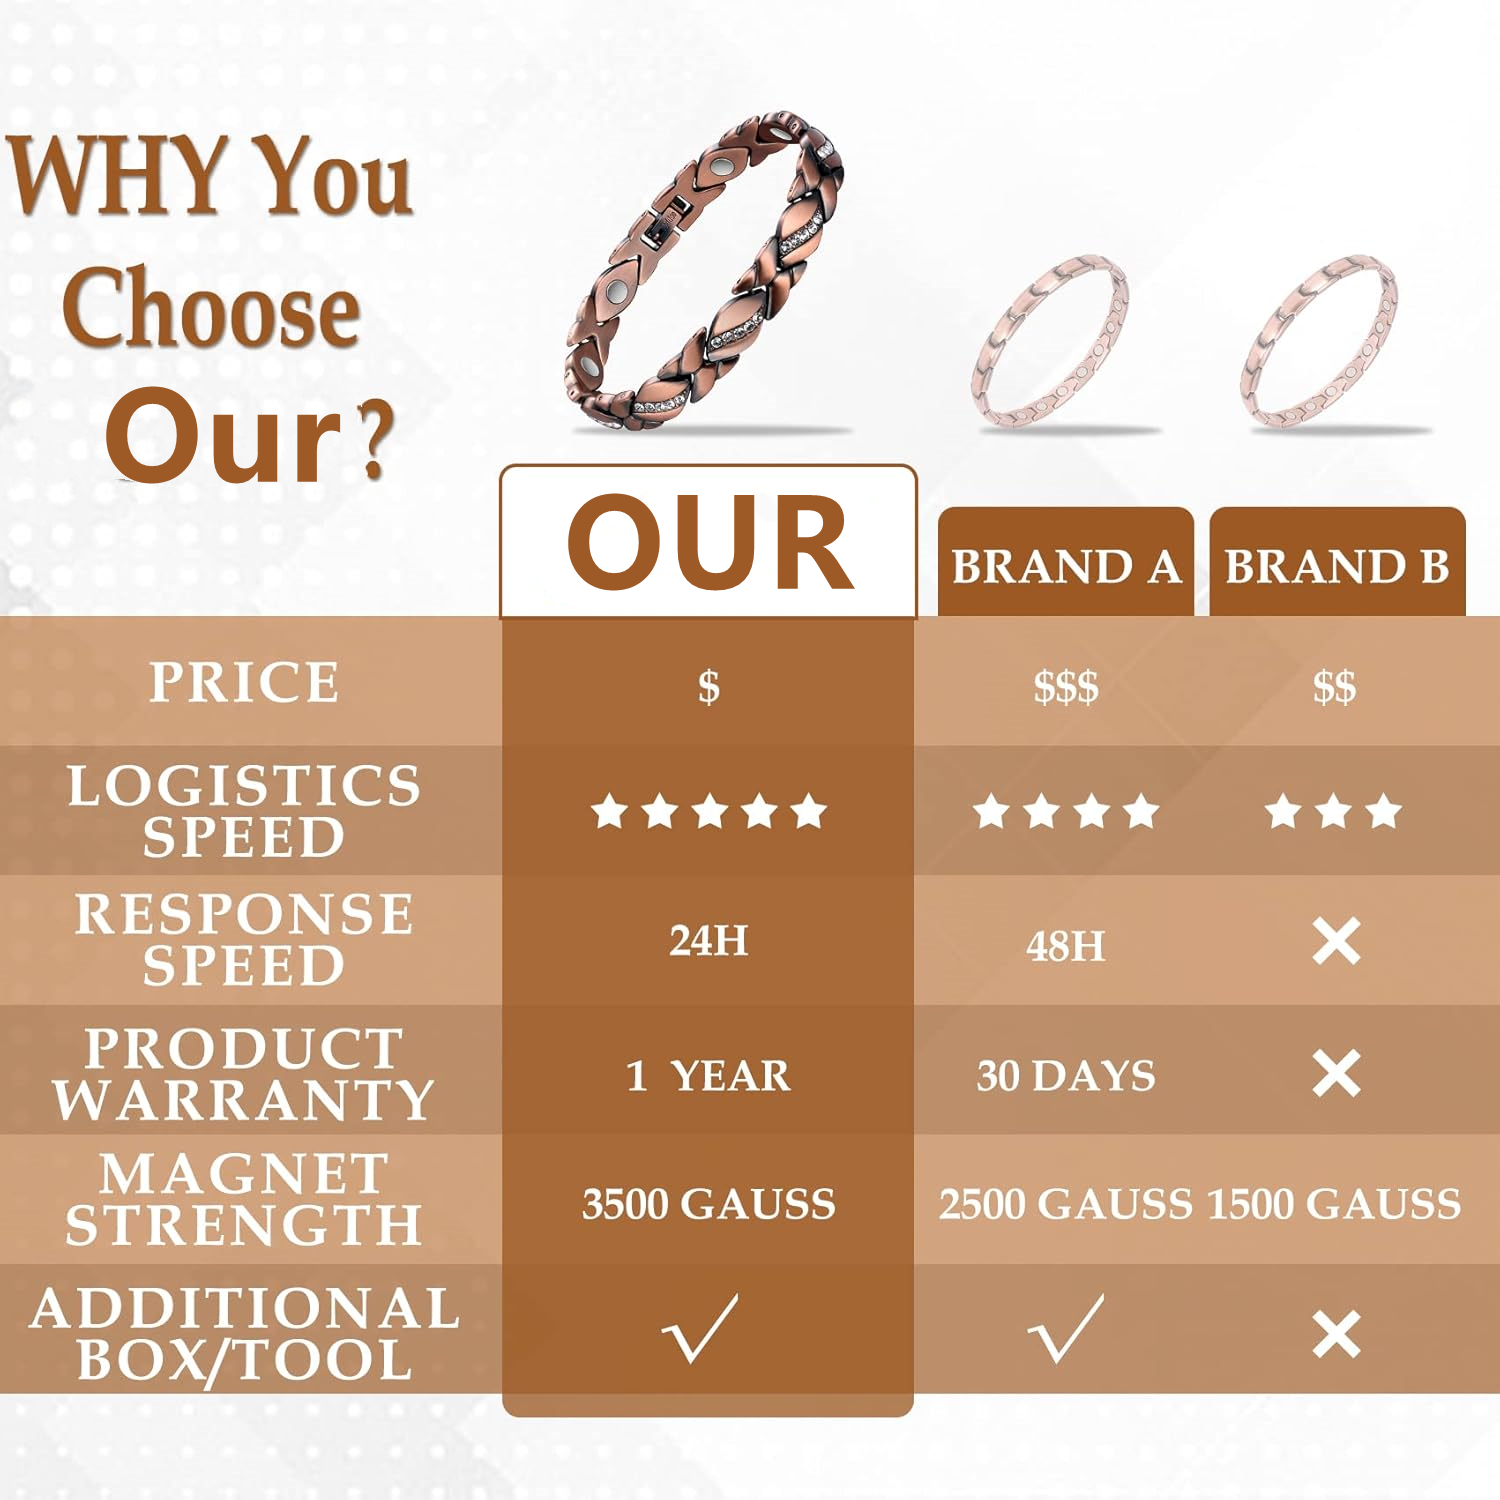 WHY You
Choose
Our?
OUR
BRAND A
BRAND B
PRICE
$
$$$
$$
LOGISTICS
SPEED
★★★★★
★★★★
★★★
RESPONSE
SPEED
24H
48H
✕
PRODUCT
WARRANTY
1 YEAR
30 DAYS
✕
MAGNET
STRENGTH
3500 GAUSS
2500 GAUSS
1500 GAUSS
ADDITIONAL
BOX/TOOL
√
√
✕